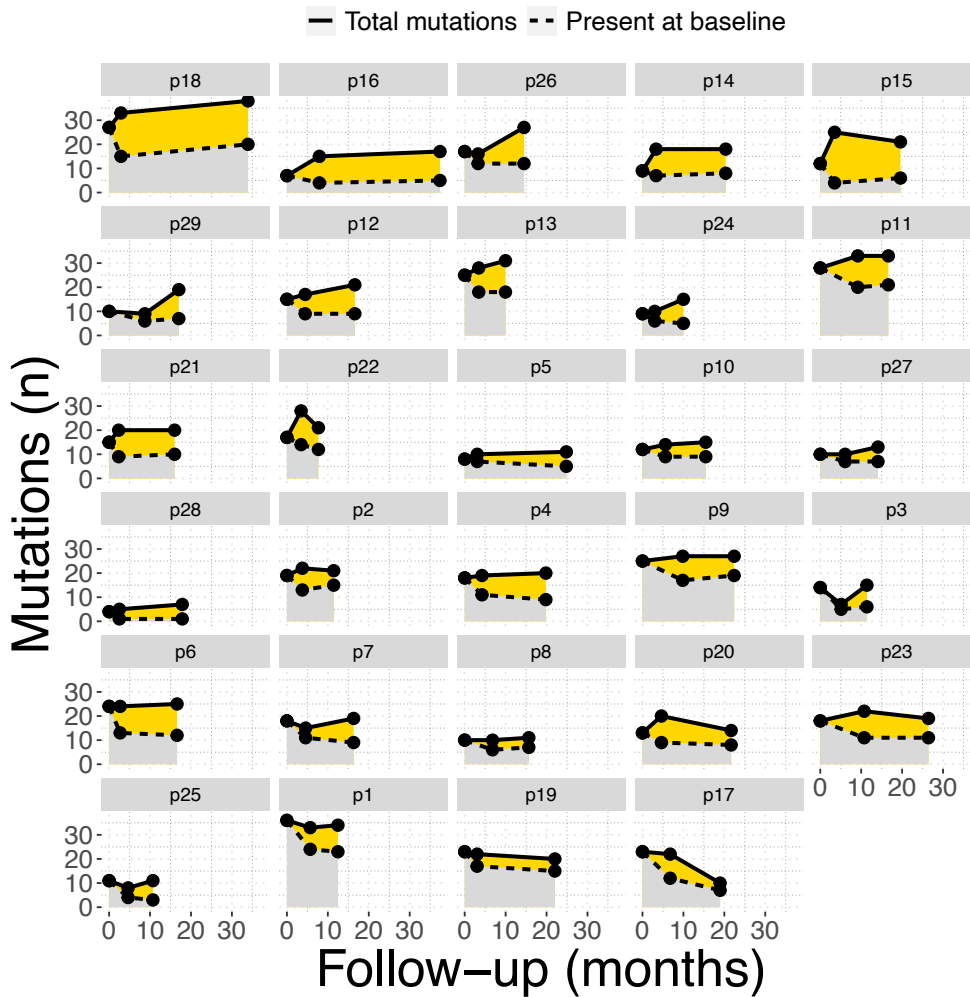 Total mutations Present at baseline
p18 p16 p26 p14 p15
30
20
10
0
p29 p12 p13 p24 p11
30
20
10
0
p21 p22 p5 p10 p27
30
20
10
0
p28 p2 p4 p9 p3
30
20
10
0
p6 p7 p8 p20 p23
30
20
10
0
0 10 20 30
p25 p1 p19 p17
30
20
10
0
0 10 20 30 0 10 20 30 0 10 20 30 0 10 20 30
Mutations (n)
Follow−up (months)